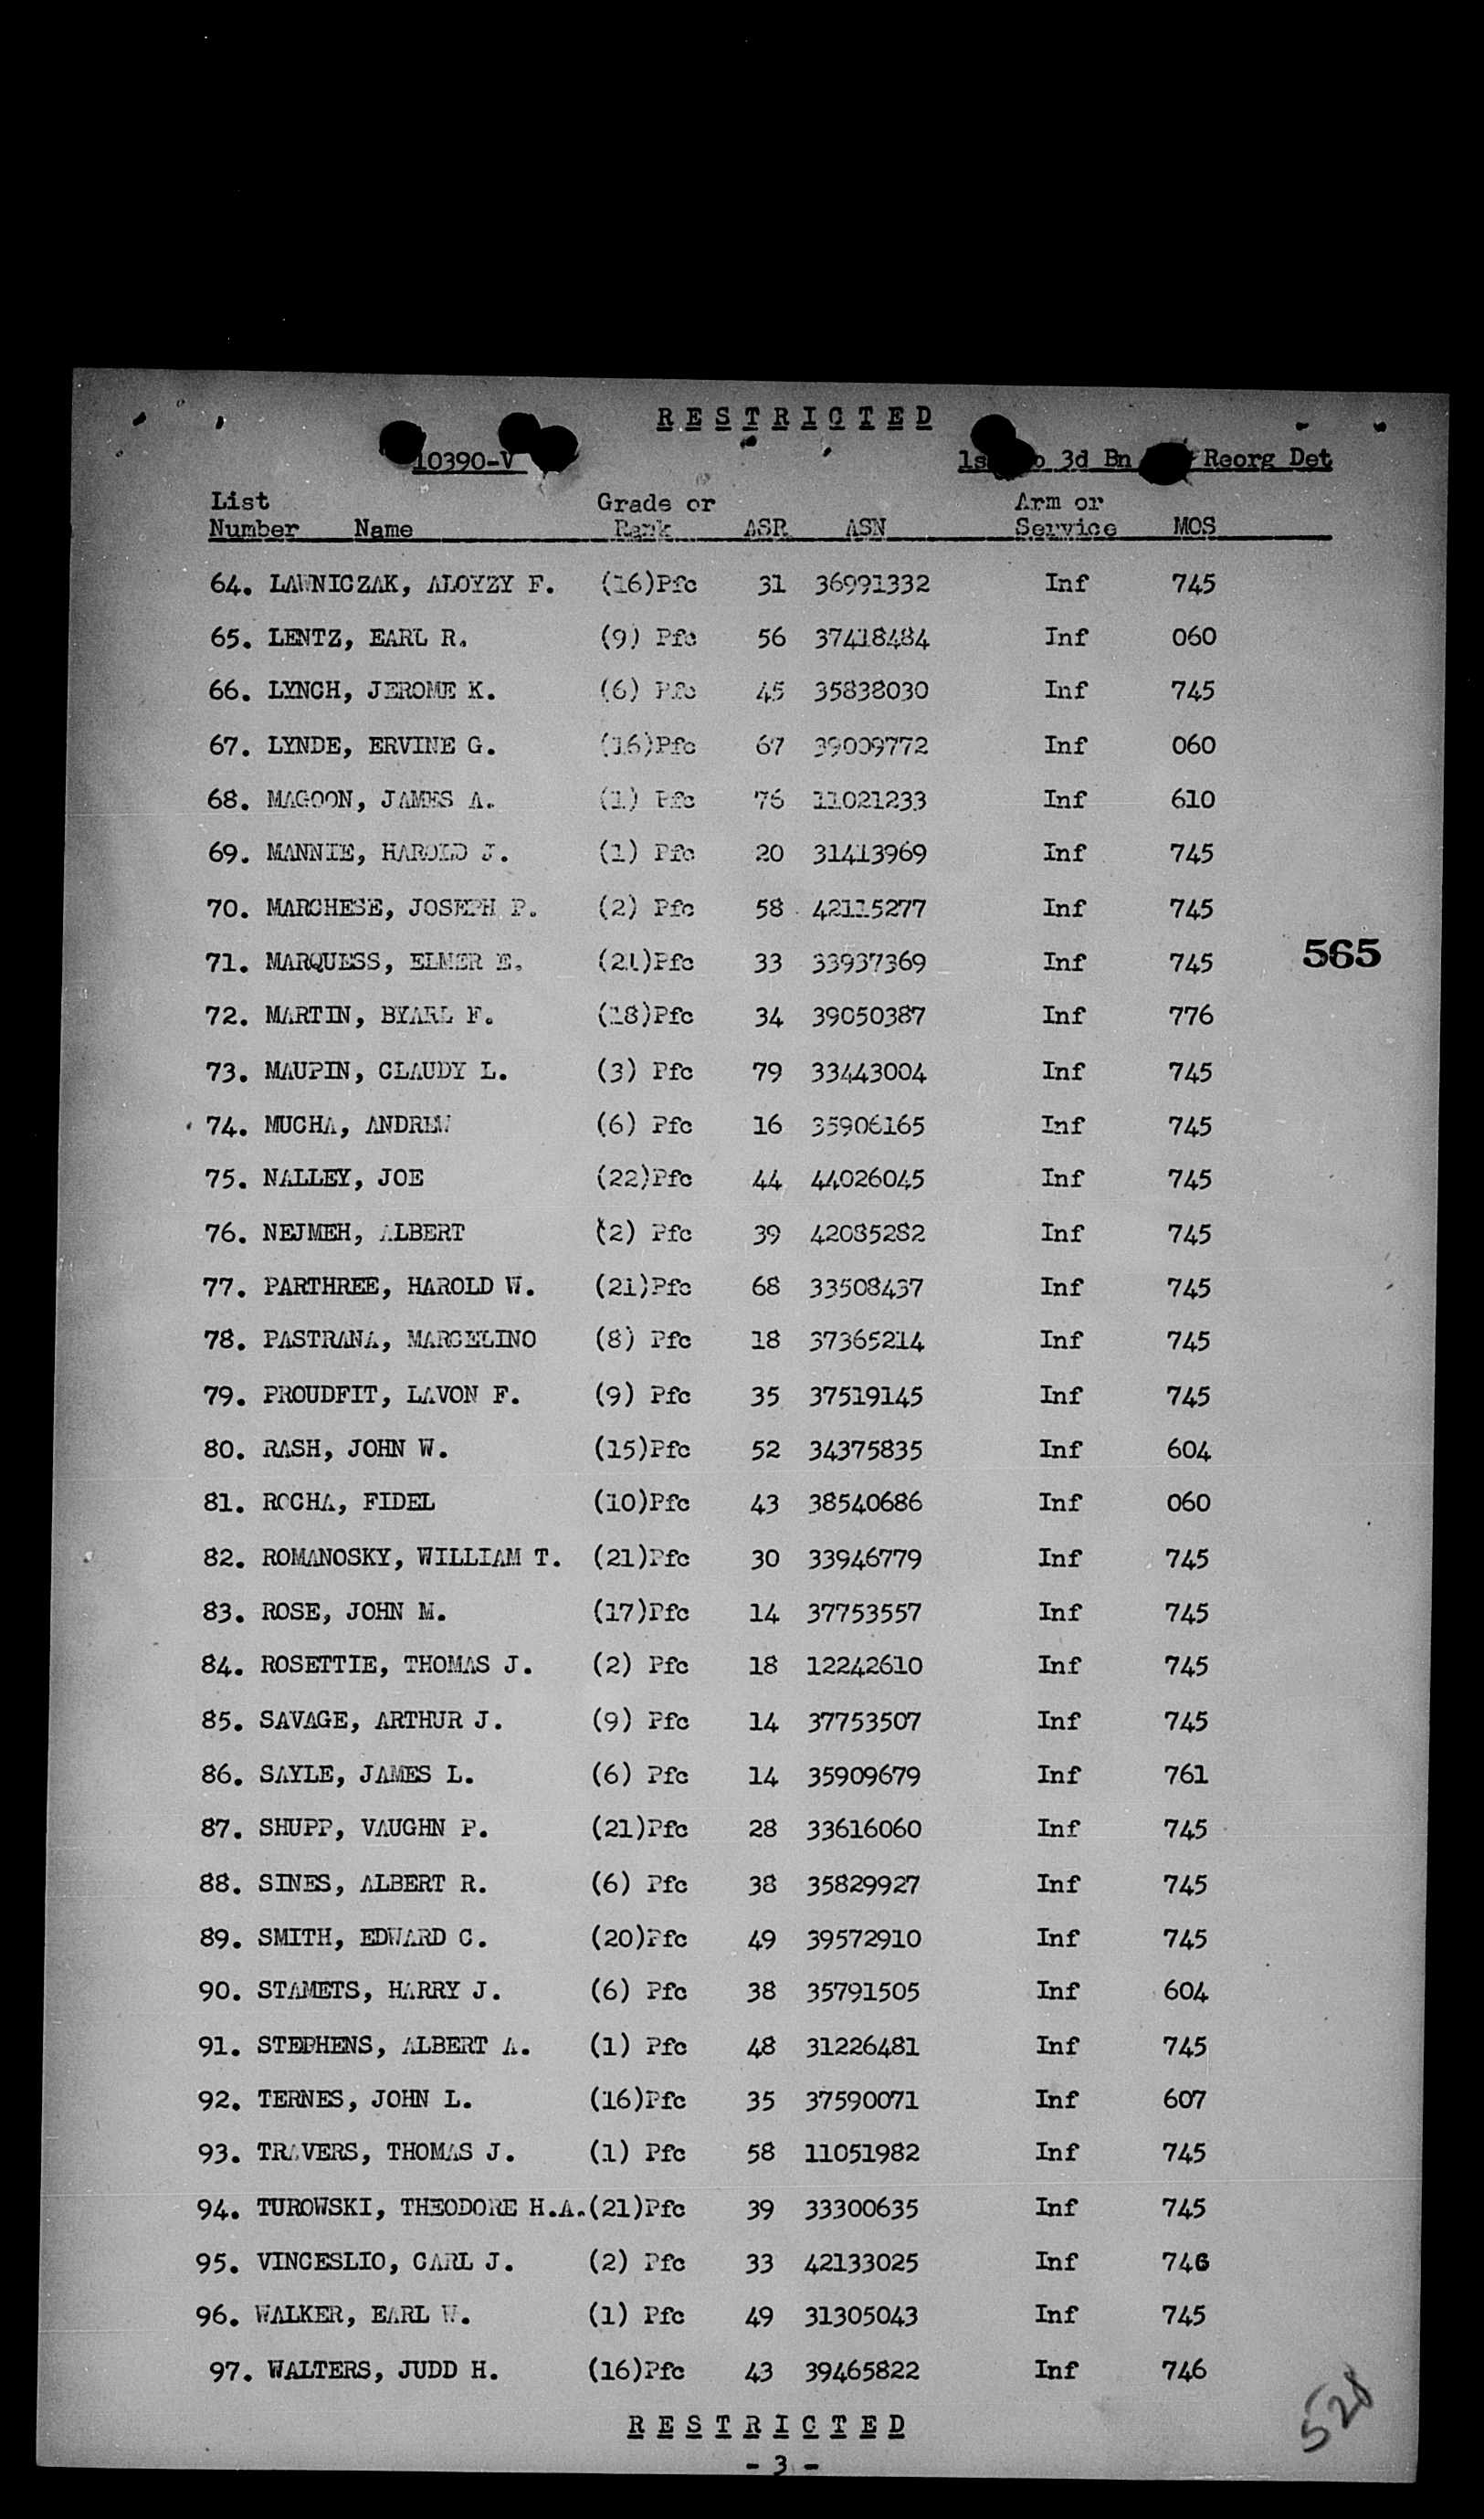 RESTRICTED
10390-V 3d Bn Reorg Det
List Grade or Arm or
Number Name Rank ASR ASN Service MOS
64. LAWNICZAK, ALOYZY F. (16)Pfc 31 36991332 Inf 745
65. LENTZ, EARL R. (9) Pfc 56 37418484 Inf 060
66. LYNCH, JEROME K. (6) Pfc 45 35838030 Inf 745
67. LYNDE, ERVINE G. (16)Pfc 67 39009772 Inf 060
68. MAGOON, JAMES A. (1) Pfc 76 11021233 Inf 610
69. MANNIE, HAROLD J. (1) Pfc 20 31413969 Inf 745
70. MARCHESE, JOSEPH P. (2) Pfc 58 42115277 Inf 745
71. MARQUESS, ELMER E. (21)Pfc 33 33937369 Inf 745 565
72. MARTIN, BYARL F. (18)Pfc 34 39050387 Inf 776
73. MAUPIN, CLAUDY L. (3) Pfc 79 33443004 Inf 745
74. MUCHA, ANDREW (6) Pfc 16 35906165 Inf 745
75. NALLEY, JOE (22)Pfc 44 44026045 Inf 745
76. NEJMEH, ALBERT (2) Pfc 39 42085282 Inf 745
77. PARTHREE, HAROLD W. (21)Pfc 68 33508437 Inf 745
78. PASTRANA, MARCELINO (8) Pfc 18 37365214 Inf 745
79. PROUDFIT, LAVON F. (9) Pfc 35 37519145 Inf 745
80. RASH, JOHN W. (15)Pfc 52 34375835 Inf 604
81. ROCHA, FIDEL (10)Pfc 43 38540686 Inf 060
82. ROMANOSKY, WILLIAM T. (21)Pfc 30 33946779 Inf 745
83. ROSE, JOHN M. (17)Pfc 14 37753557 Inf 745
84. ROSETTIE, THOMAS J. (2) Pfc 18 12242610 Inf 745
85. SAVAGE, ARTHUR J. (9) Pfc 14 37753507 Inf 745
86. SAYLE, JAMES L. (6) Pfc 14 35909679 Inf 761
87. SHUPP, VAUGHN P. (21)Pfc 28 33616060 Inf 745
88. SINES, ALBERT R. (6) Pfc 38 35829927 Inf 745
89. SMITH, EDWARD C. (20)Pfc 49 39572910 Inf 745
90. STAMETS, HARRY J. (6) Pfc 38 35791505 Inf 604
91. STEPHENS, ALBERT A. (1) Pfc 48 31226481 Inf 745
92. TERNES, JOHN L. (16)Pfc 35 37590071 Inf 607
93. TRAVERS, THOMAS J. (1) Pfc 58 11051982 Inf 745
94. TUROWSKI, THEODORE H.A.(21)Pfc 39 33300635 Inf 745
95. VINCESLIO, CARL J. (2) Pfc 33 42133025 Inf 746
96. WALKER, EARL W. (1) Pfc 49 31305043 Inf 745
97. WALTERS, JUDD H. (16)Pfc 43 39465822 Inf 746
528
RESTRICTED
- 3 -